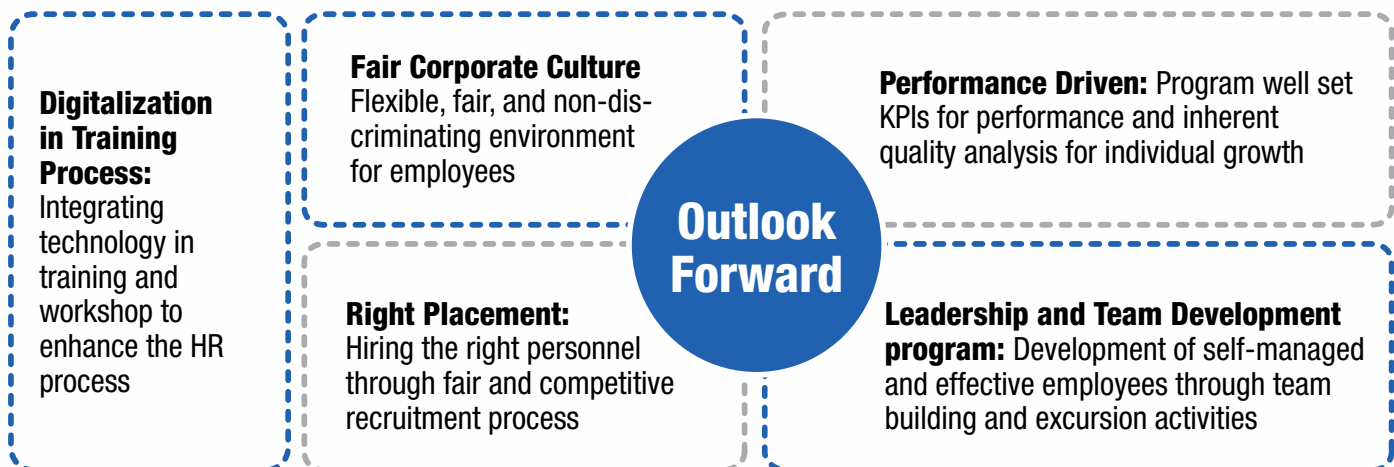 Digitalization
in Training
Process:
Integrating
technology in
training and
workshop to
enhance the HR
process
Fair Corporate Culture
Flexible, fair, and non-dis-
criminating environment
for employees
Performance Driven: Program well set
KPIs for performance and inherent
quality analysis for individual growth
Outlook
Forward
Right Placement:
Hiring the right personnel
through fair and competitive
recruitment process
Leadership and Team Development
program: Development of self-managed
and effective employees through team
building and excursion activities